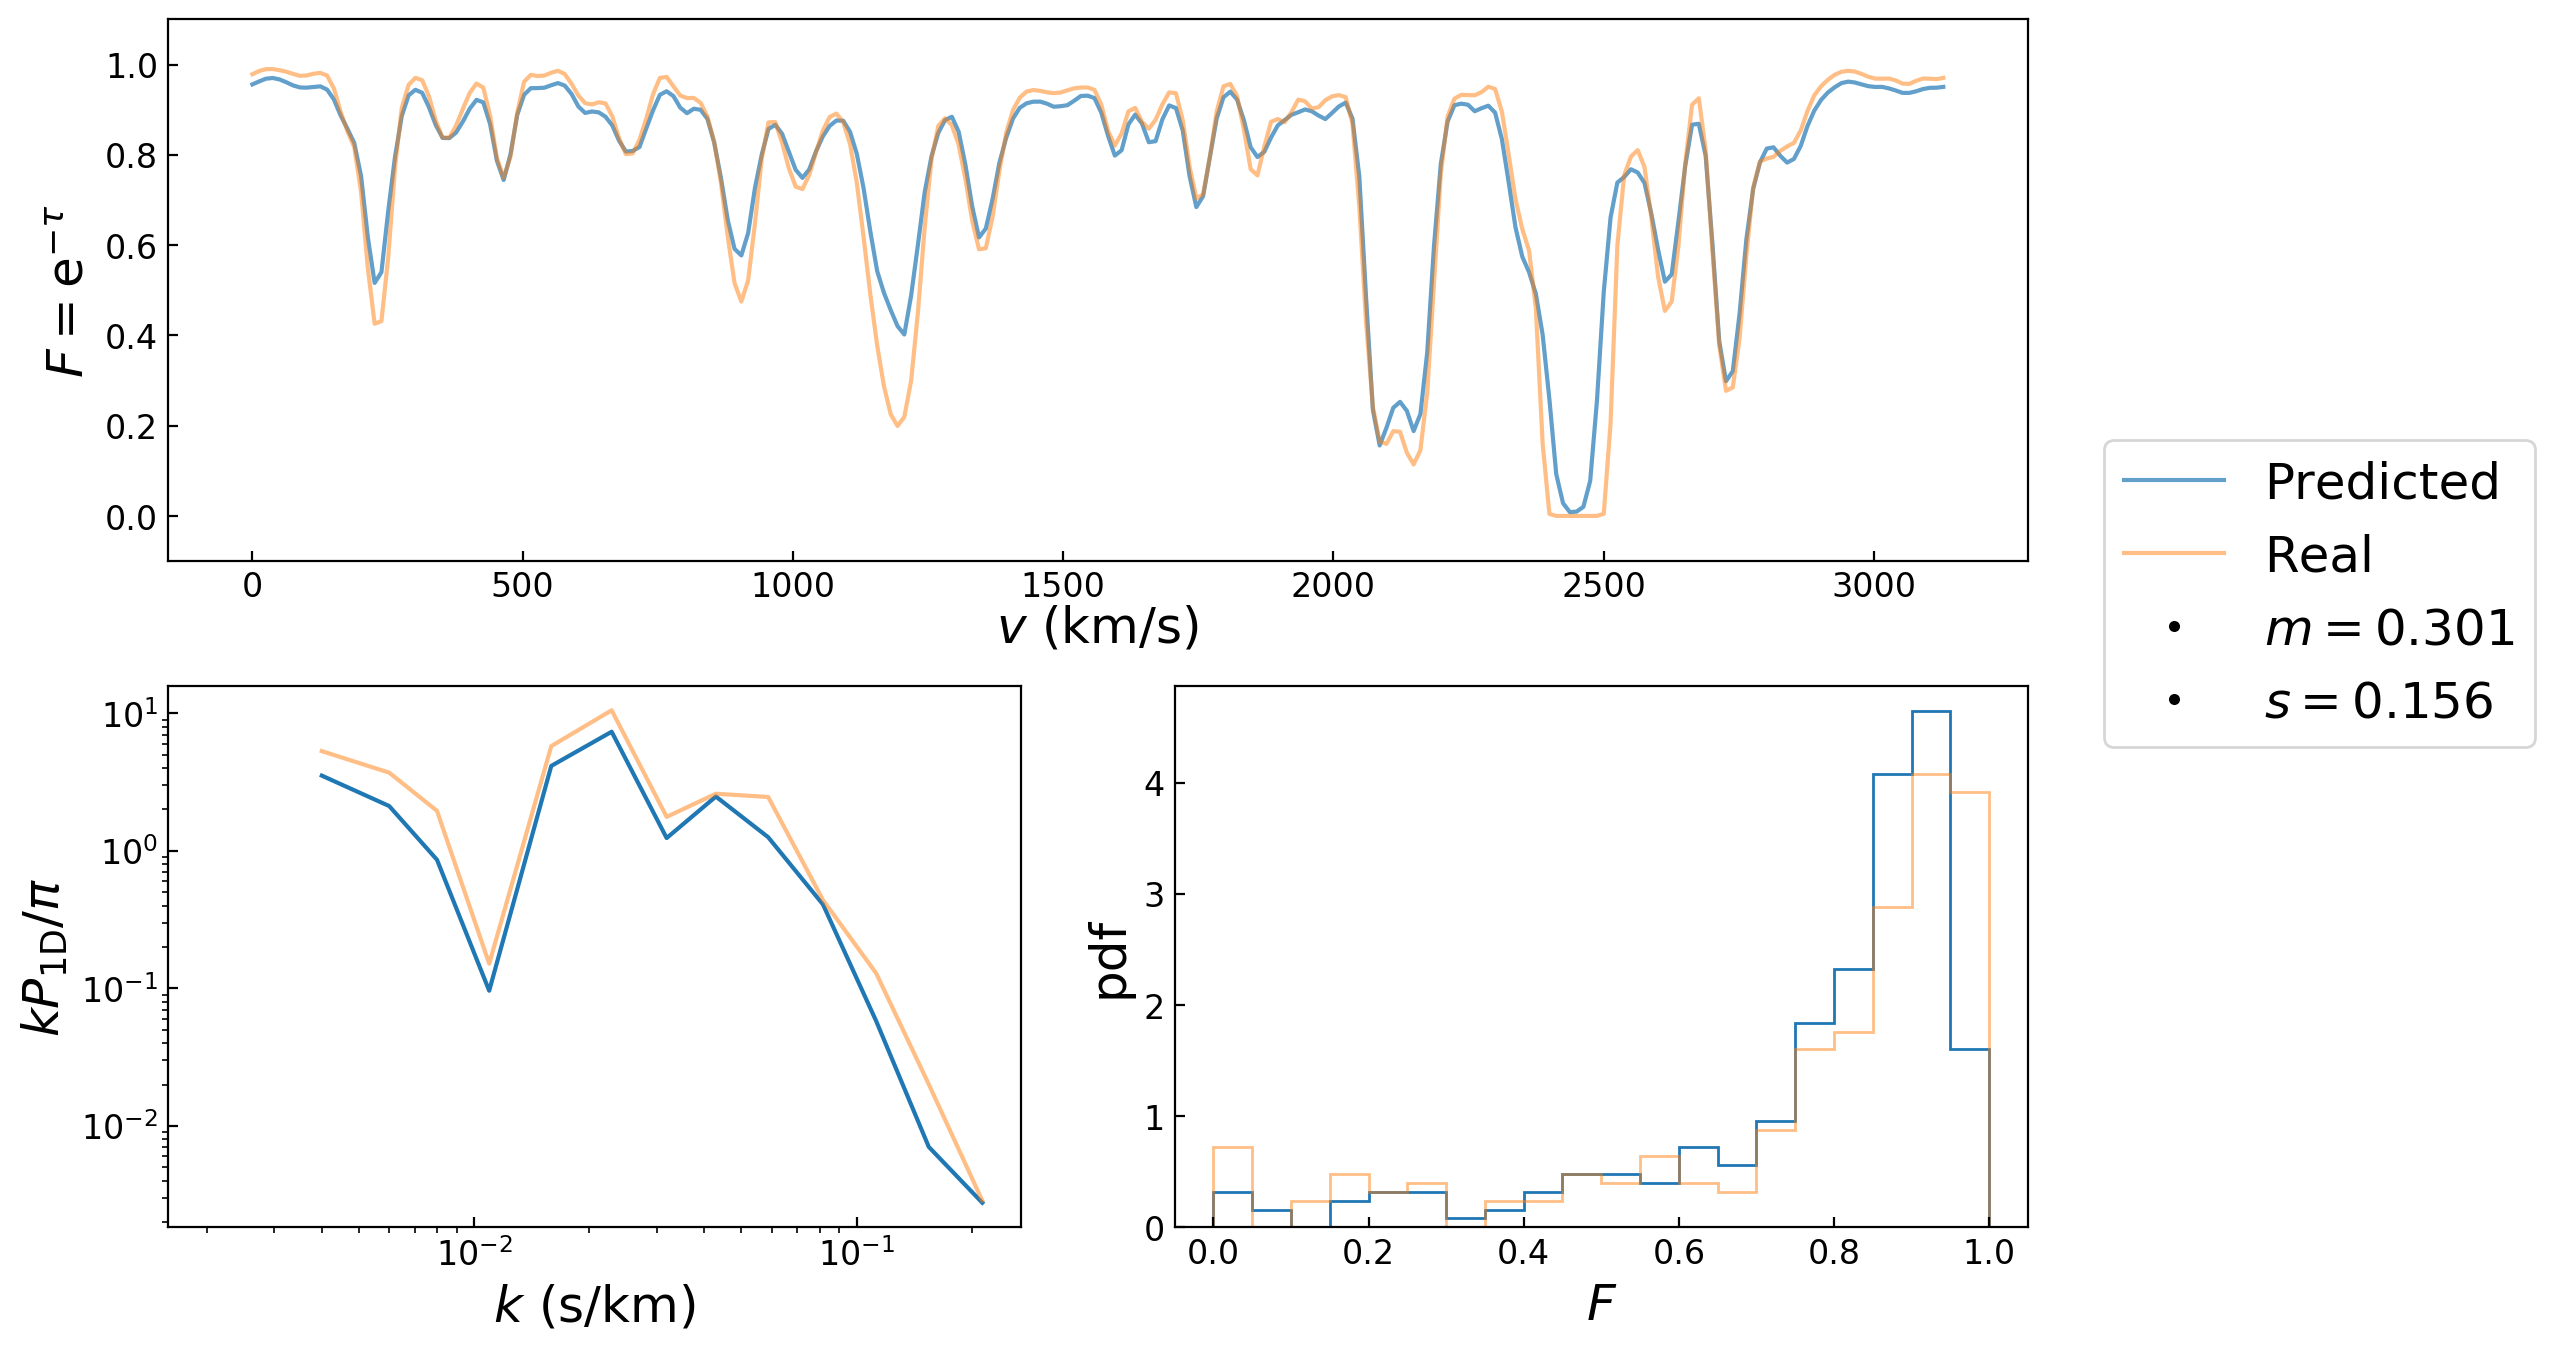 1.0
0.8
0.6
0.4
0.2
0.0
F = e^{−τ}
0 500 1000 1500 2000 2500 3000
v (km/s)
Predicted
Real
m = 0.301
s = 0.156
10^1
10^0
10^{−1}
10^{−2}
kP_{1D}/π
10^{−2} 10^{−1}
k (s/km)
4
3
2
1
0
pdf
0.0 0.2 0.4 0.6 0.8 1.0
F